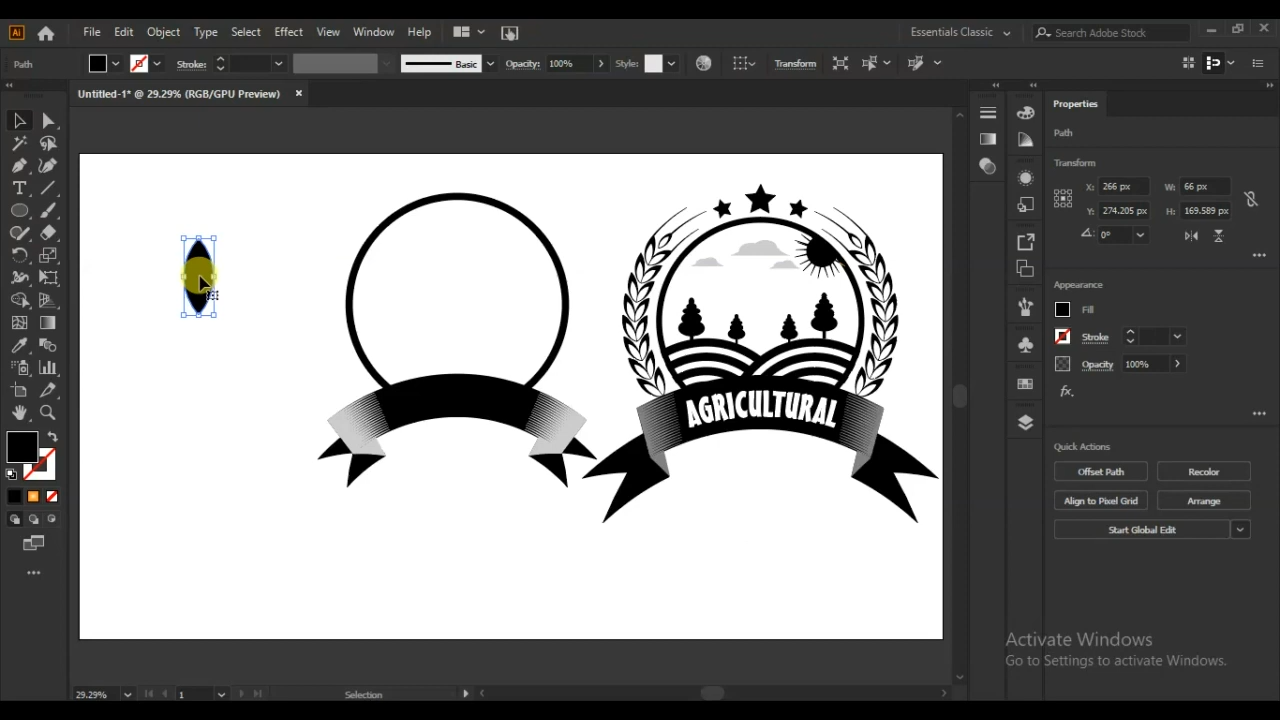 Ai File Edit Object Type Select Effect View Window Help Essentials Classic Search Adobe Stock
Path Stroke: Basic Opacity: 100% Style: Transform
Untitled-1* @ 29.29% (RGB/GPU Preview) ×
Properties
Path
Transform
X: 266 px W: 66 px
Y: 274.205 px H: 169.589 px
0°
Appearance
Fill
Stroke
Opacity 100%
fx.
Quick Actions
Offset Path Recolor
Align to Pixel Grid Arrange
Start Global Edit
AGRICULTURAL
Activate Windows
Go to Settings to activate Windows.
29.29% 1 Selection